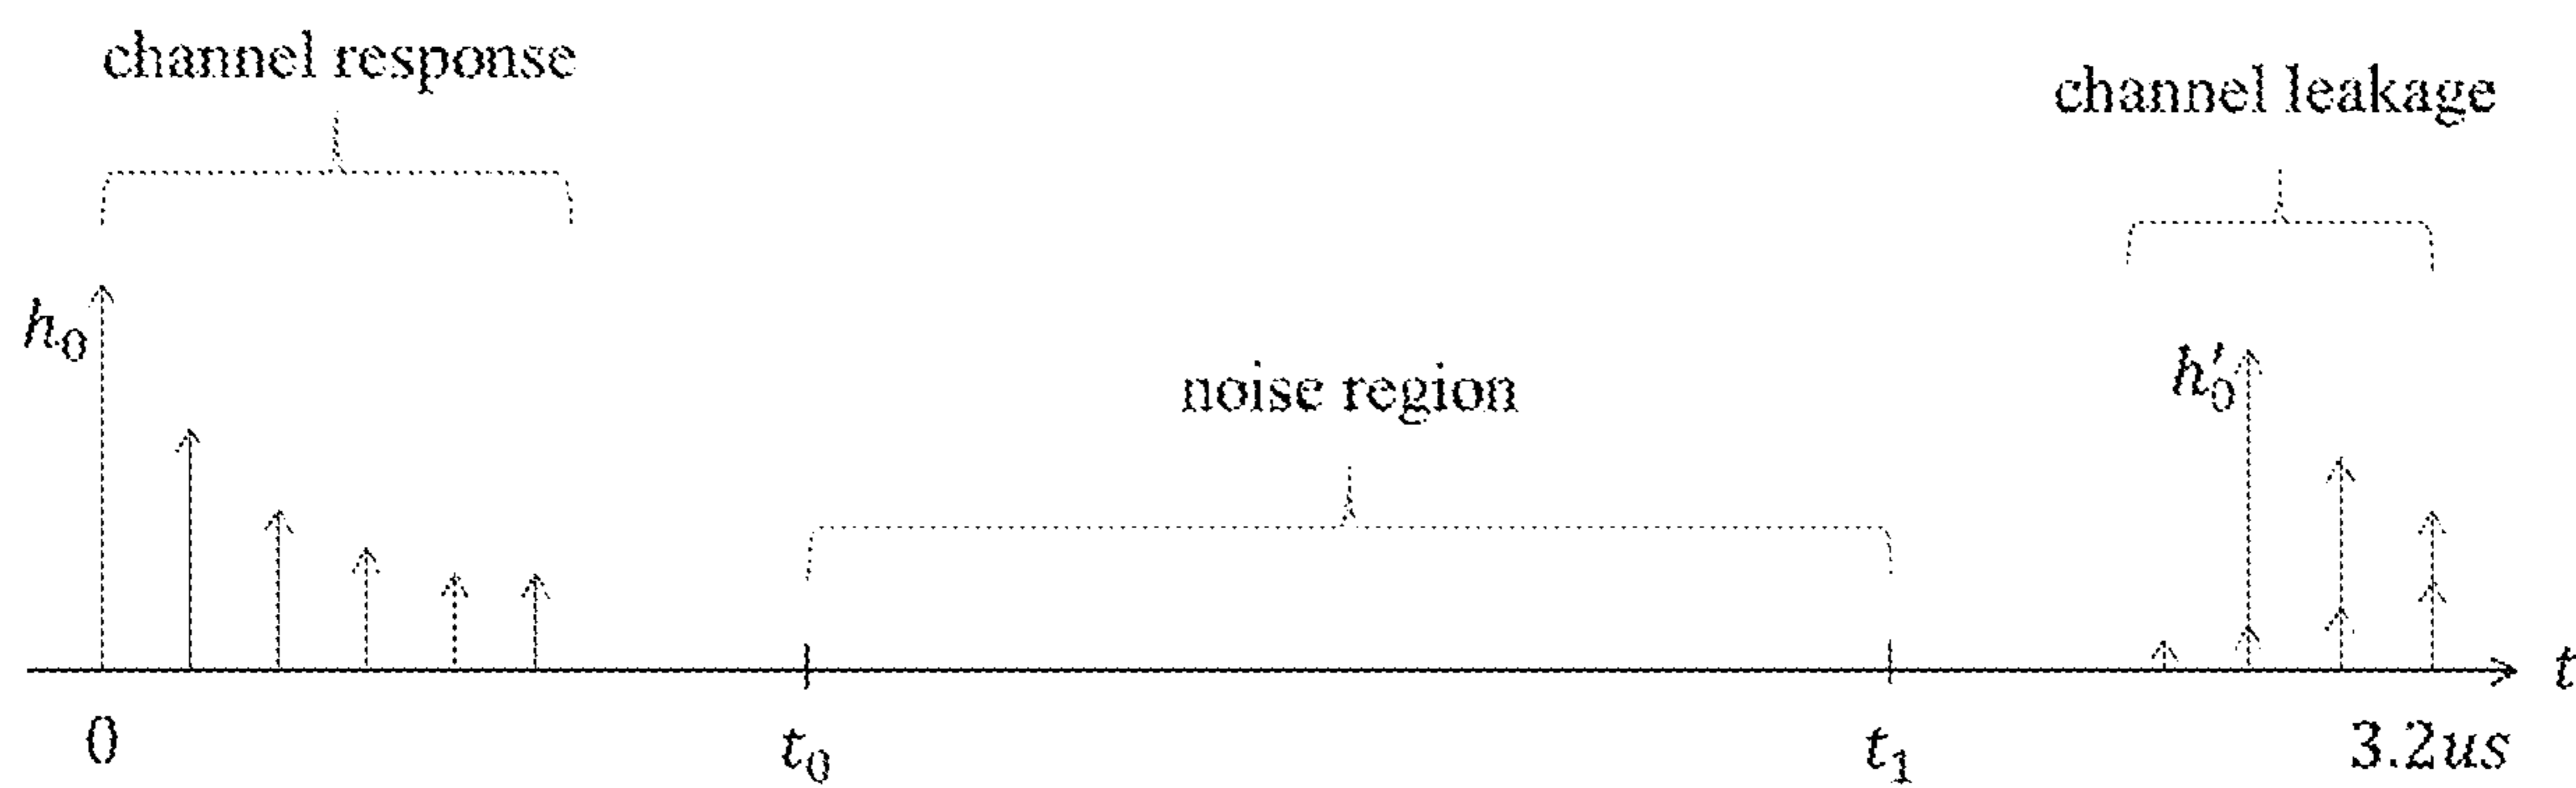 channel response
channel leakage
h₀
h′₀
noise region
t
0
t₀
t₁
3.2us